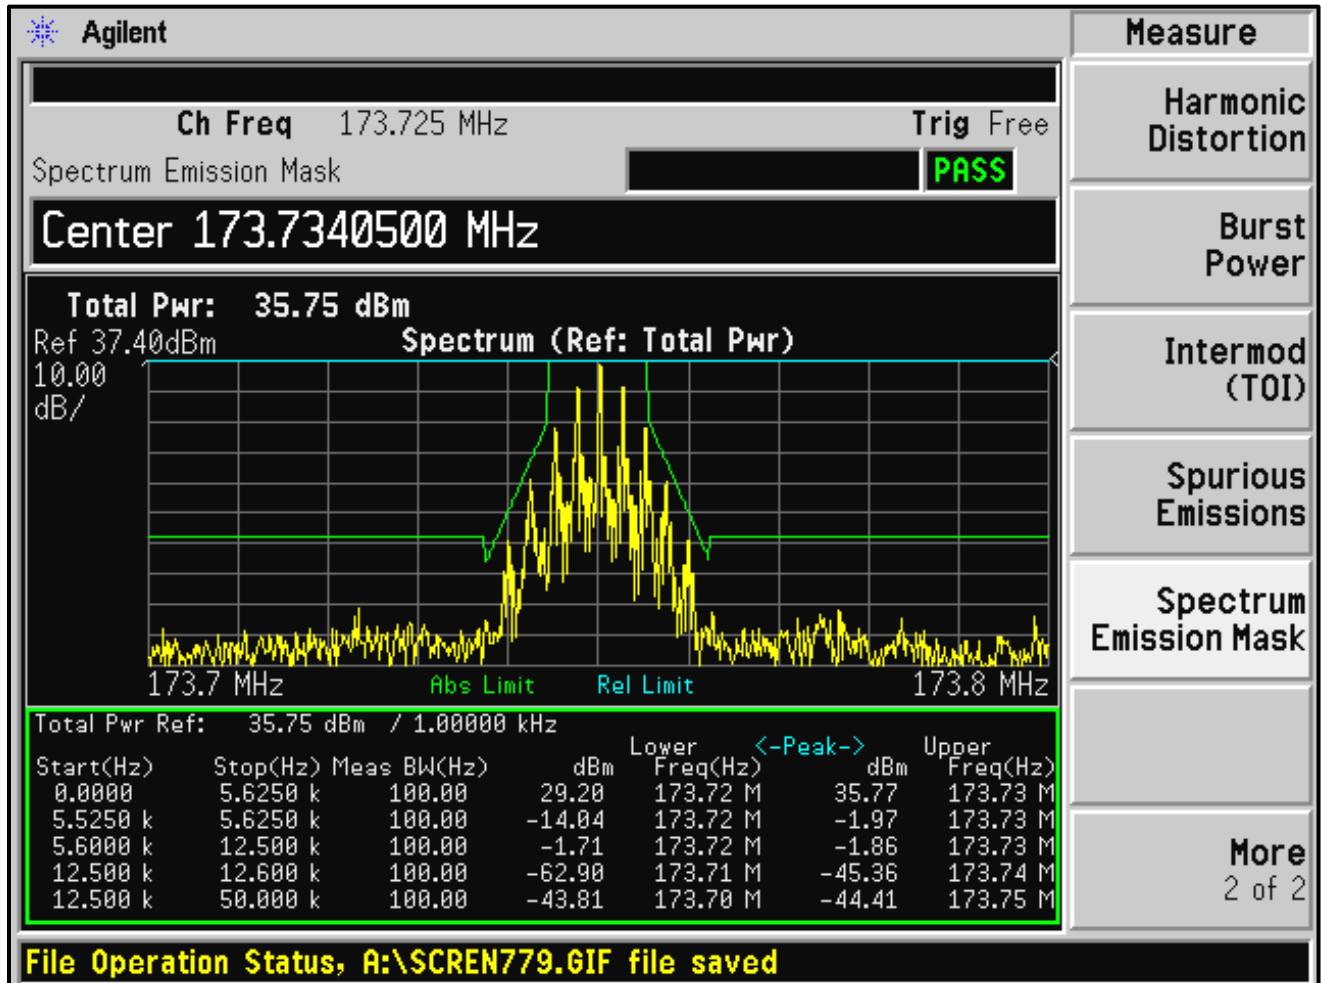 Agilent
Measure
Ch Freq 173.725 MHz Trig Free
Spectrum Emission Mask PASS
Center 173.7340500 MHz
Total Pwr: 35.75 dBm
Ref 37.40dBm Spectrum (Ref: Total Pwr)
10.00
dB/
173.7 MHz Abs Limit Rel Limit 173.8 MHz
Total Pwr Ref: 35.75 dBm / 1.00000 kHz
Lower <-Peak-> Upper
Start(Hz) Stop(Hz) Meas BW(Hz) dBm Freq(Hz) dBm Freq(Hz)
0.0000 5.6250 k 100.00 29.20 173.72 M 35.77 173.73 M
5.5250 k 5.6250 k 100.00 -14.04 173.72 M -1.97 173.73 M
5.6000 k 12.500 k 100.00 -1.71 173.72 M -1.86 173.73 M
12.500 k 12.600 k 100.00 -62.90 173.71 M -45.36 173.74 M
12.500 k 50.000 k 100.00 -43.81 173.70 M -44.41 173.75 M
Harmonic
Distortion
Burst
Power
Intermod
(TOI)
Spurious
Emissions
Spectrum
Emission Mask
More
2 of 2
File Operation Status, A:\SCREN779.GIF file saved